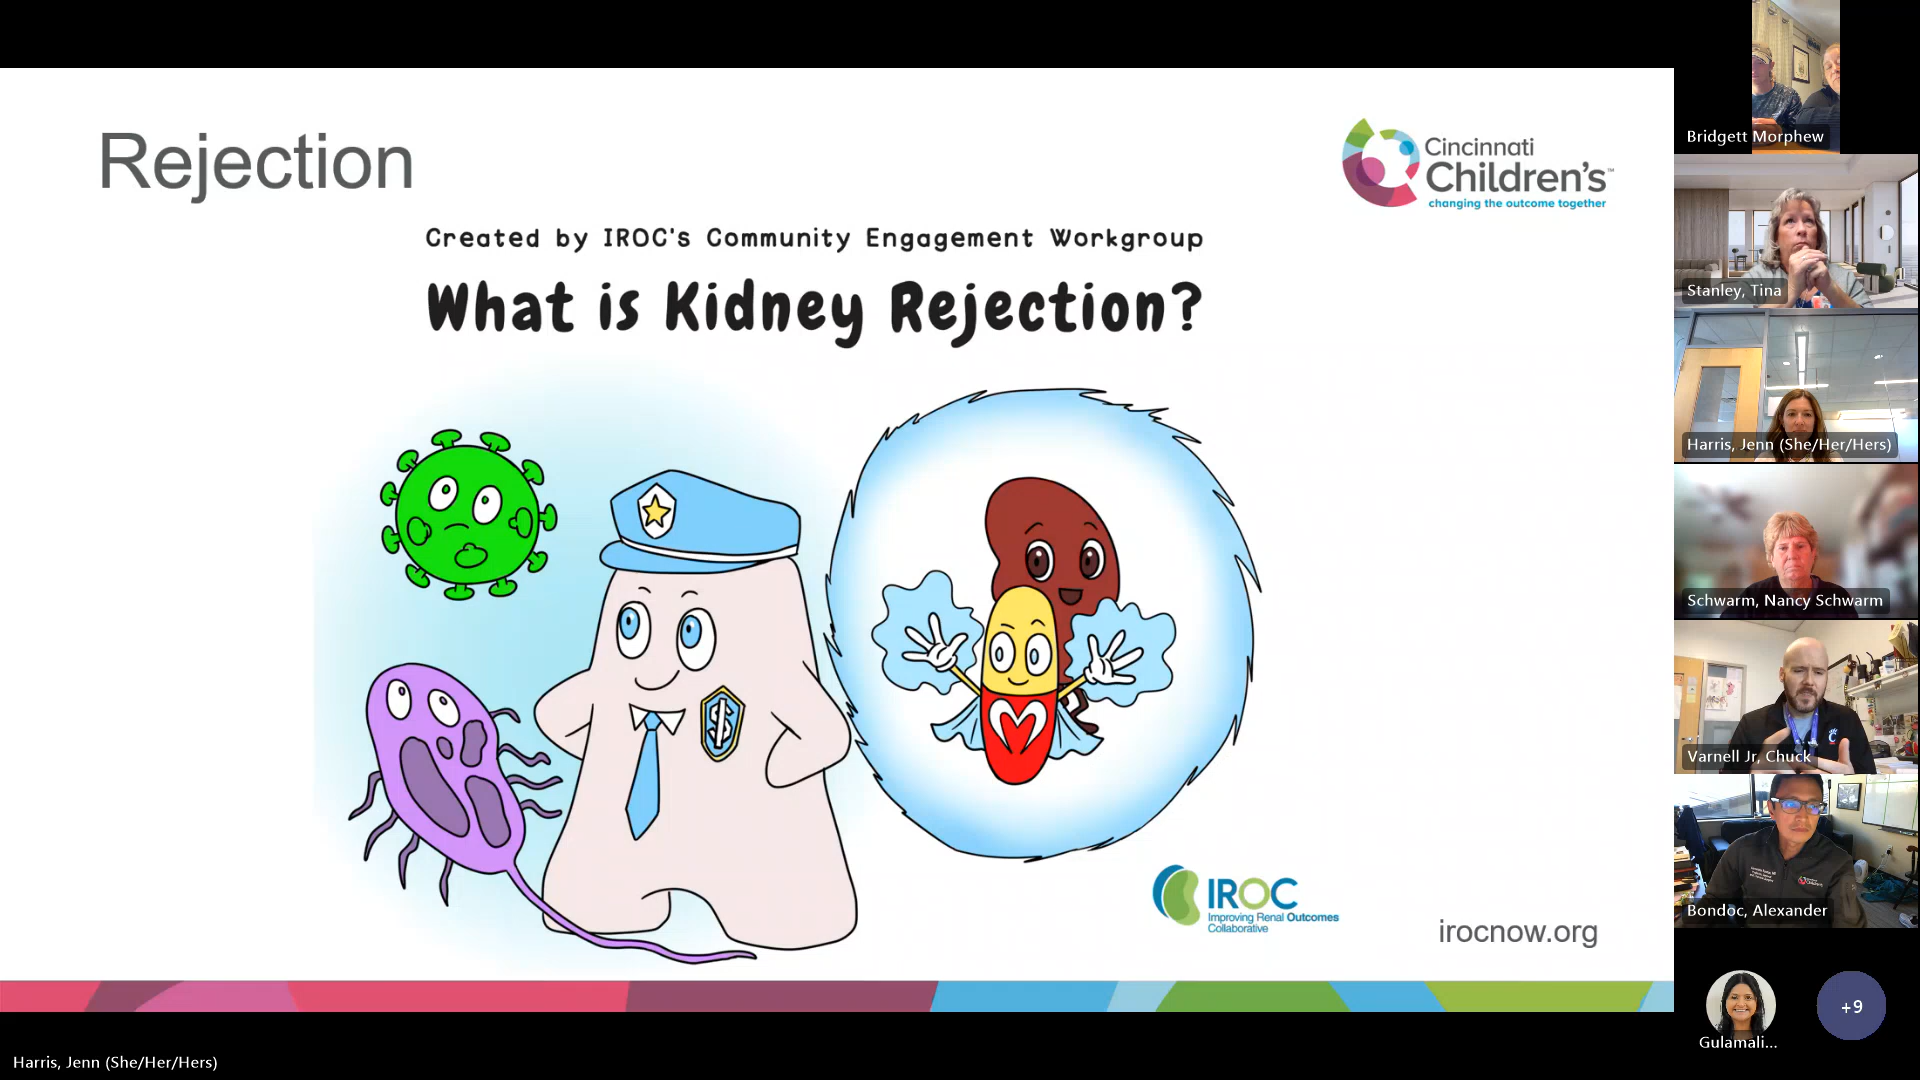 Rejection
Cincinnati
Children's™
changing the outcome together
Created by IROC's Community Engagement Workgroup
What is Kidney Rejection?
IROC
Improving Renal Outcomes
Collaborative
irocnow.org
Bridgett Morphew
Stanley, Tina
Harris, Jenn (She/Her/Hers)
Schwarm, Nancy Schwarm
Varnell Jr, Chuck
Bondoc, Alexander
Gulamali...
+9
Harris, Jenn (She/Her/Hers)